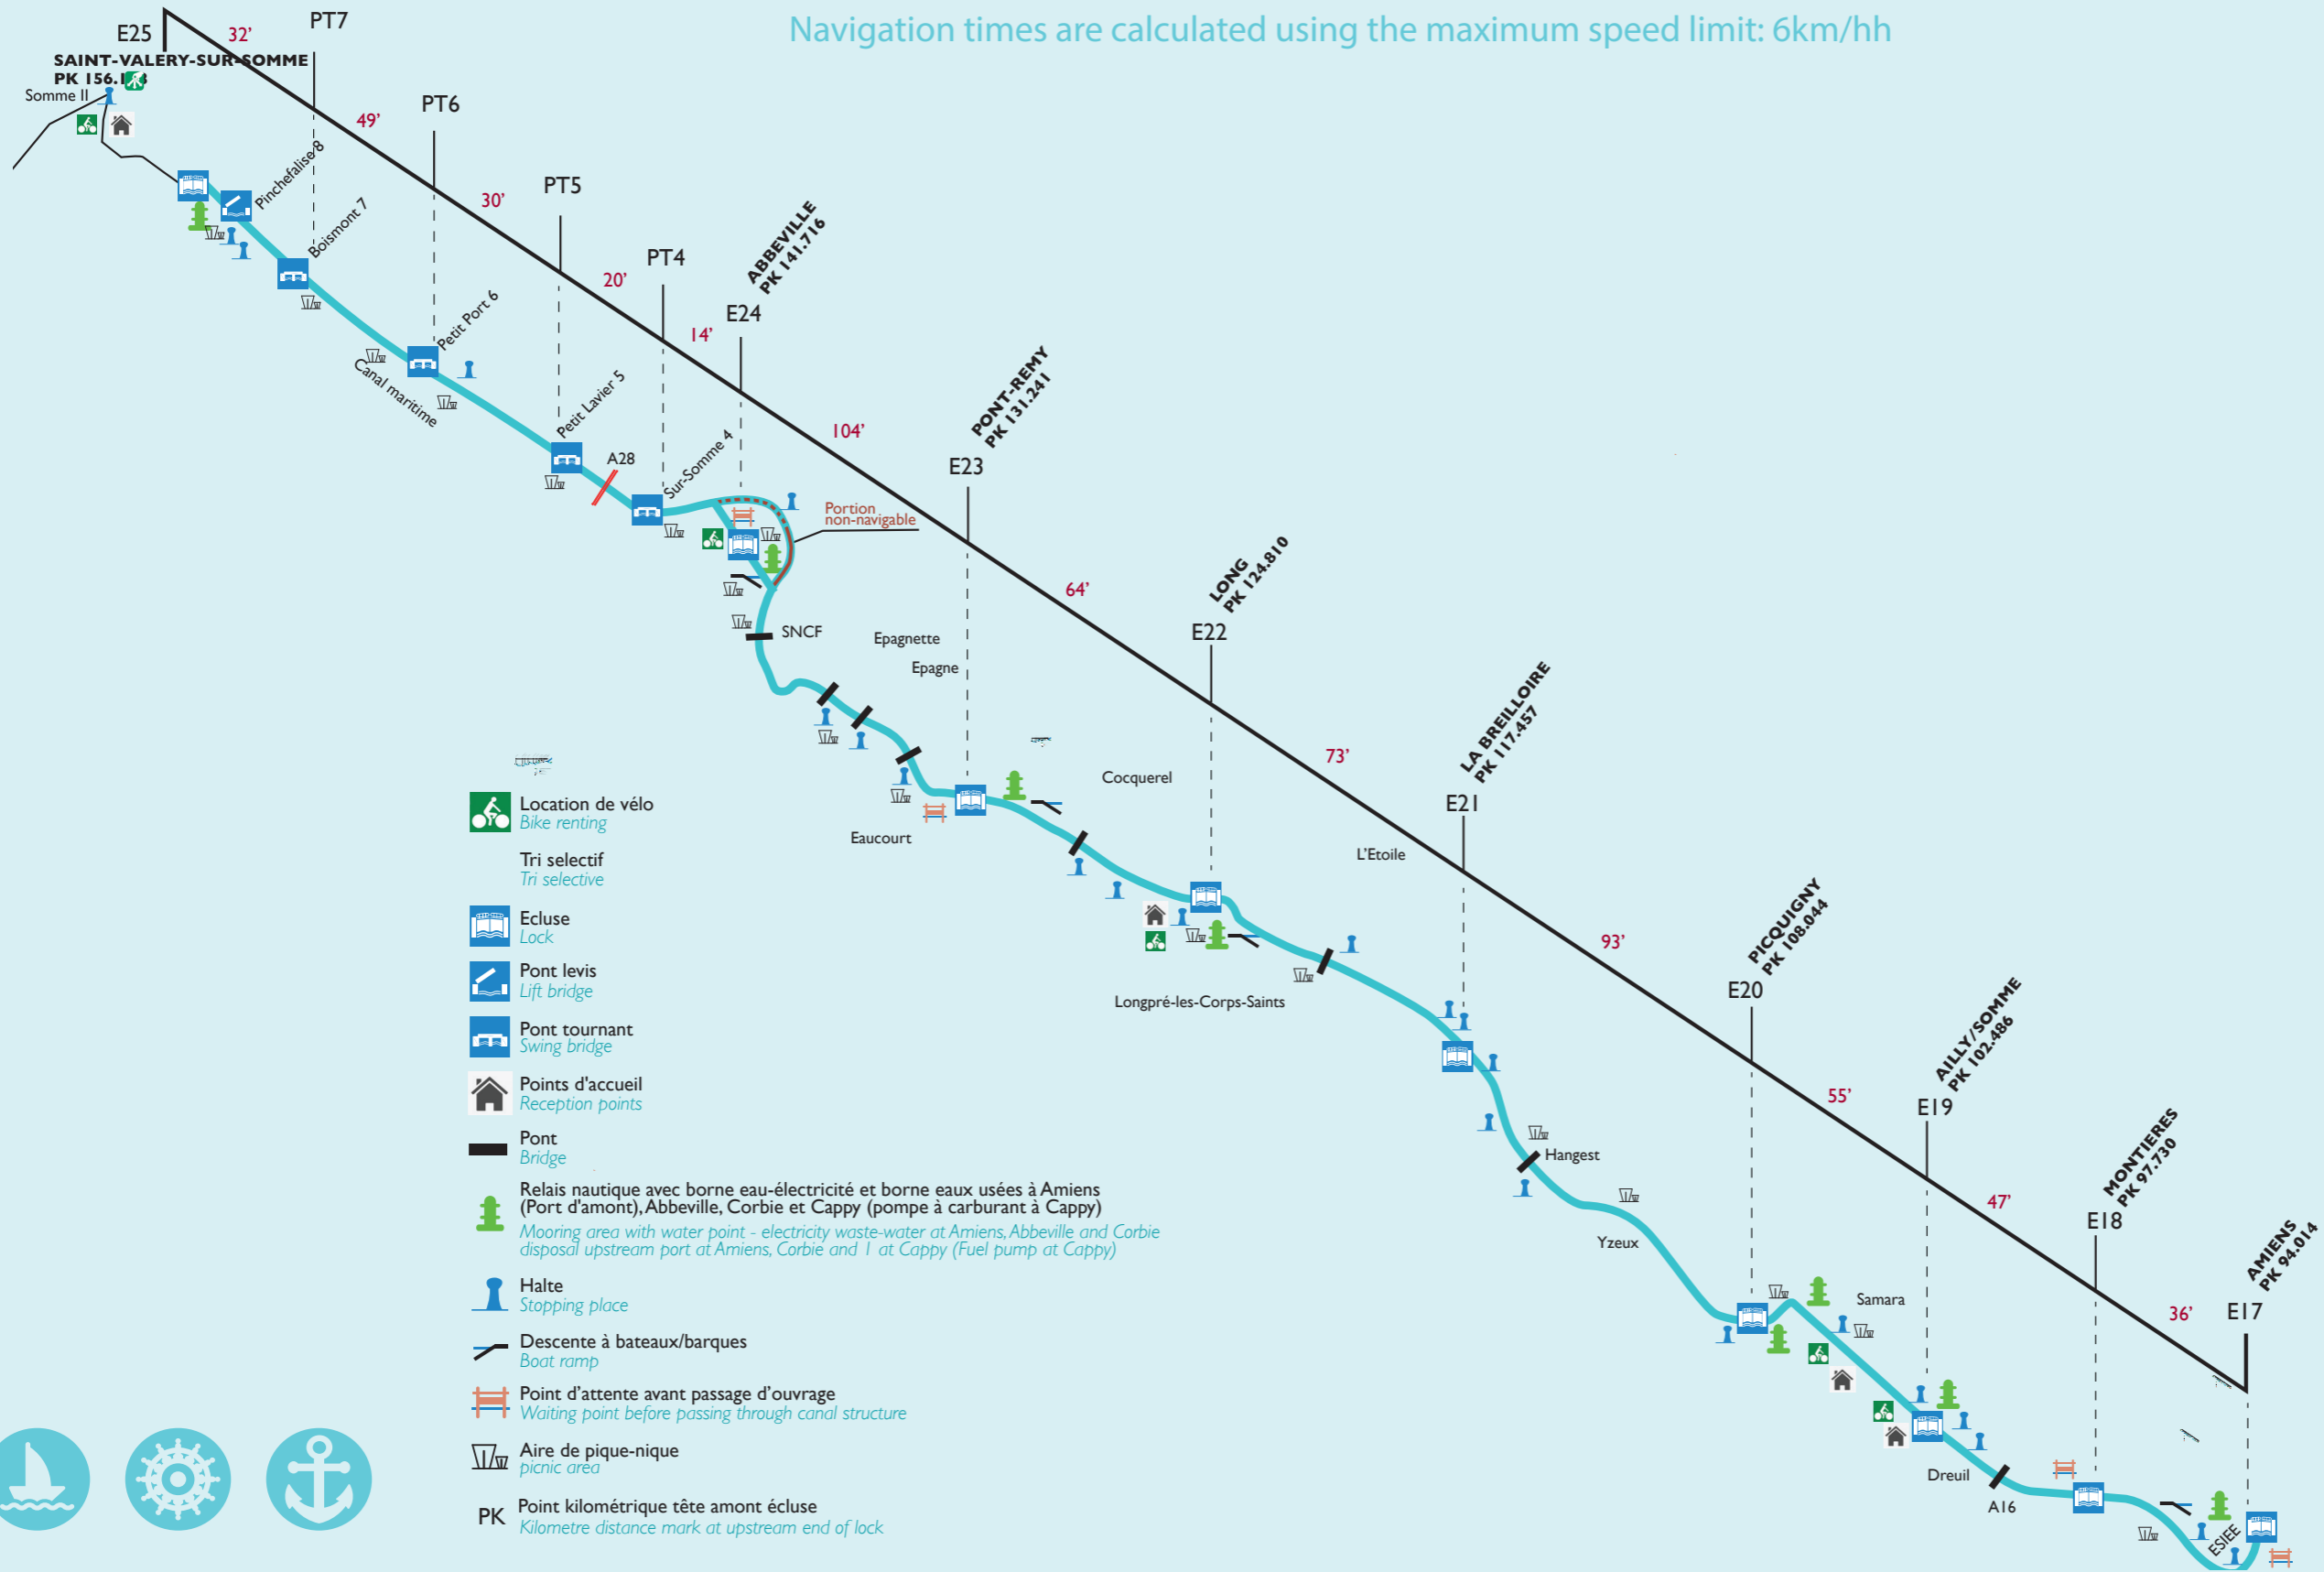 Navigation times are calculated using the maximum speed limit: 6km/hh
E25
32’
PT7
SAINT-VALERY-SUR-SOMME
Somme II
49’
PT6
Pinchefalise 8
Boismont 7
30’
PT5
Petit Port 6
Canal maritime
20’
PT4
Petit Lavier 5
A28
14’
E24
ABBEVILLE
PK 141.716
Sur-Somme 4
Portion
non-navigable
104’
E23
PONT-REMY
PK 131.241
SNCF
Epagnette
Epagne
Eaucourt
64’
E22
LONG
PK 124.810
Cocquerel
73’
E21
LA BREILLOIRE
PK 117.457
L’Etoile
Longpré-les-Corps-Saints
93’
E20
PICQUIGNY
PK 108.044
Hangest
Yzeux
55’
E19
AILLY/SOMME
PK 102.486
Samara
47’
E18
MONTIERES
PK 97.730
Dreuil
A16
36’
E17
AMIENS
PK 94.014
ESIEE
Location de vélo
Bike renting
Tri selectif
Tri selective
Ecluse
Lock
Pont levis
Lift bridge
Pont tournant
Swing bridge
Points d'accueil
Reception points
Pont
Bridge
Relais nautique avec borne eau-électricité et borne eaux usées à Amiens
(Port d'amont), Abbeville, Corbie et Cappy (pompe à carburant à Cappy)
Mooring area with water point - electricity waste-water at Amiens, Abbeville and Corbie
disposal upstream port at Amiens, Corbie and 1 at Cappy (Fuel pump at Cappy)
Halte
Stopping place
Descente à bateaux/barques
Boat ramp
Point d’attente avant passage d’ouvrage
Waiting point before passing through canal structure
Aire de pique-nique
picnic area
PK
Point kilométrique tête amont écluse
Kilometre distance mark at upstream end of lock